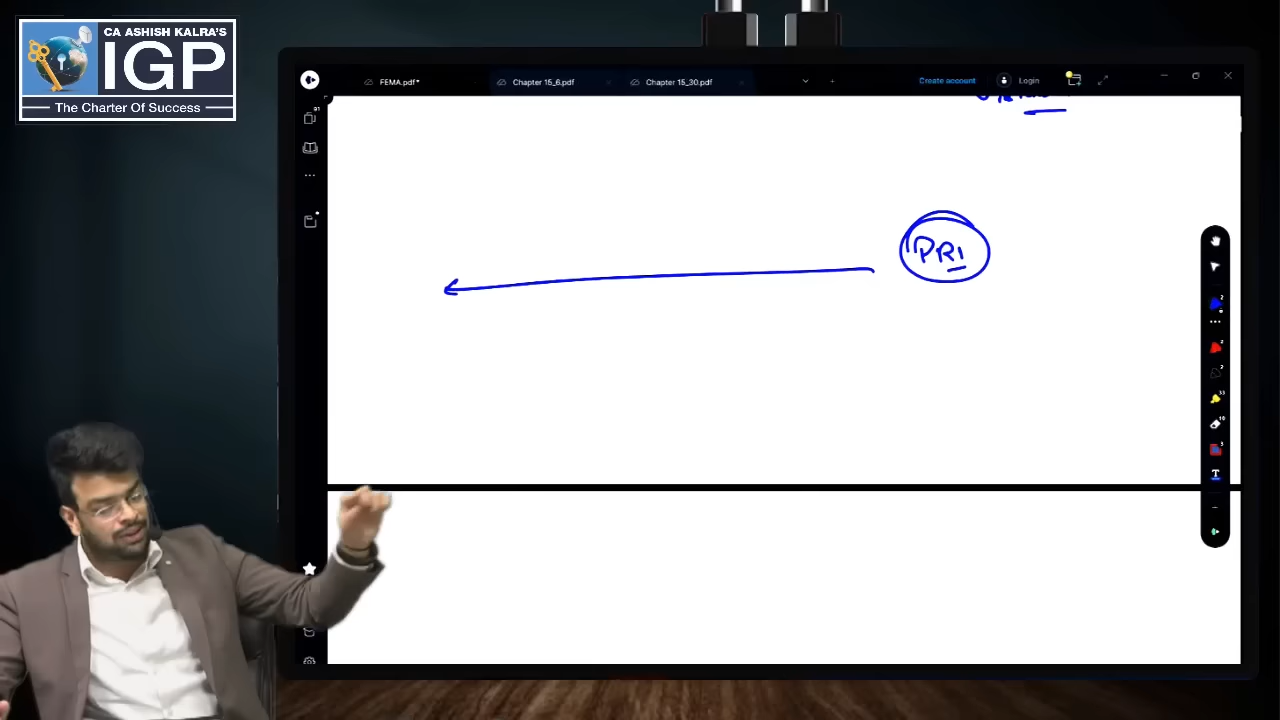 CA ASHISH KALRA'S
IGP
The Charter Of Success
FEMA.pdf*
Chapter 15_6.pdf
Chapter 15_30.pdf
Create account
Login
PRI